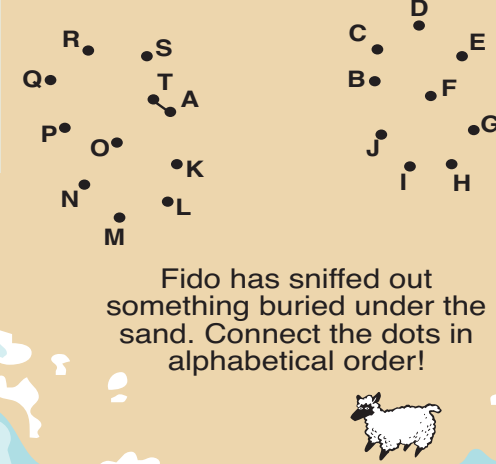 D
C
E
R
S
Q
T
B
A
F
P
O
G
J
K
I
H
N
L
M
Fido has sniffed out
something buried under the
sand. Connect the dots in
alphabetical order!